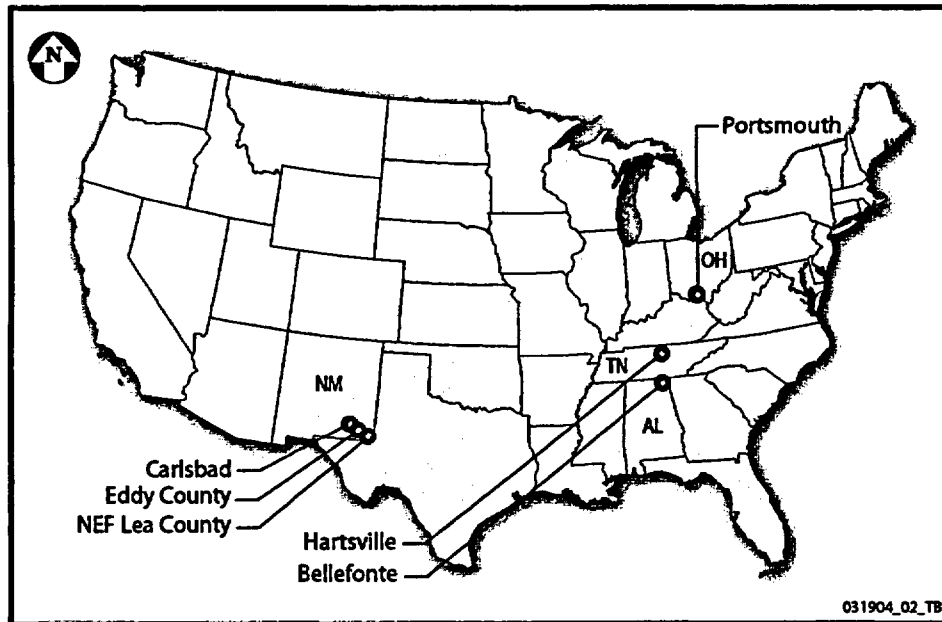 N
Portsmouth
OH
TN
NM
AL
Carlsbad
Eddy County
NEF Lea County
Hartsville
Bellefonte
031904_02_TB